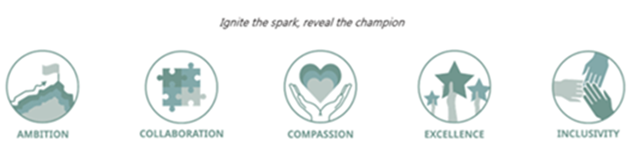 Ignite the spark, reveal the champion
AMBITION
COLLABORATION
COMPASSION
EXCELLENCE
INCLUSIVITY